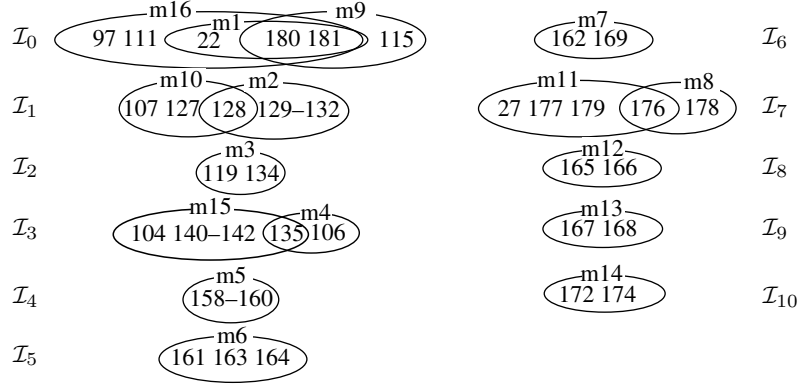 m16
m1
m9
m7
I₀ 97 111 22 180 181 115 162 169 I₆
m10 m2 m11 m8
I₁ 107 127 128 129–132 27 177 179 176 178 I₇
m3 m12
I₂ 119 134 165 166 I₈
m15 m4 m13
I₃ 104 140–142 135 106 167 168 I₉
m5 m14
I₄ 158–160 172 174 I₁₀
m6
I₅ 161 163 164